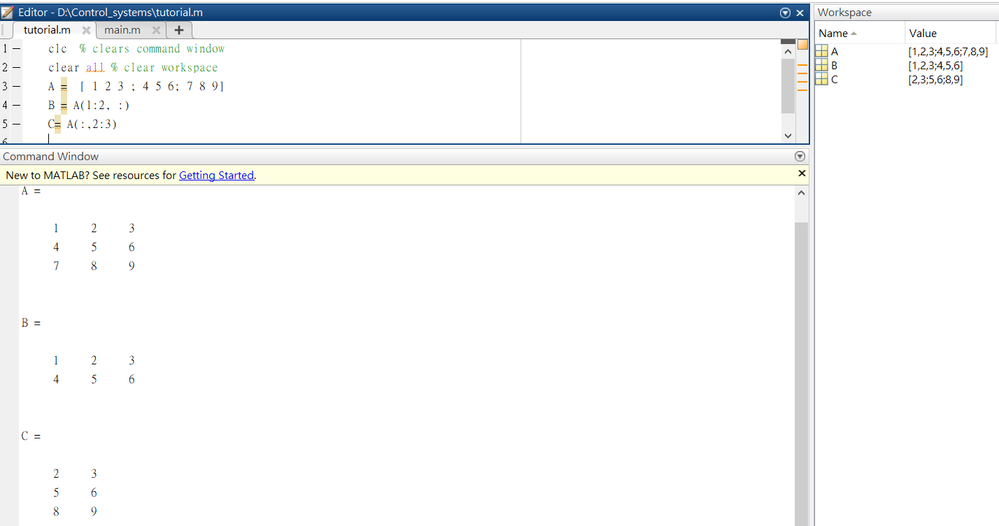 Editor - D:\Control_systems\tutorial.m
tutorial.m main.m +
1 — clc % clears command window
2 — clear all % clear workspace
3 — A = [ 1 2 3 ; 4 5 6; 7 8 9]
4 — B = A(1:2, :)
5 — C= A(:,2:3)
6
Command Window
New to MATLAB? See resources for Getting Started.
A =
1 2 3
4 5 6
7 8 9
B =
1 2 3
4 5 6
C =
2 3
5 6
8 9
Workspace
Name Value
A [1,2,3;4,5,6;7,8,9]
B [1,2,3;4,5,6]
C [2,3;5,6;8,9]